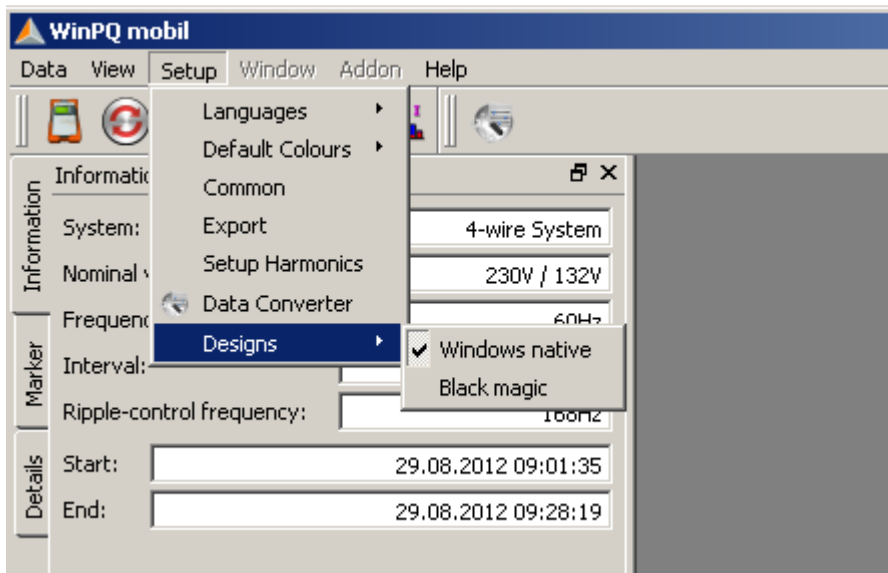 WinPQ mobil
Data View Setup Window Addon Help
Languages
Default Colours
Common
Export
Setup Harmonics
Data Converter
Designs
Windows native
Black magic
Information
Marker
Details
System: 4-wire System
Nominal 230V / 132V
60Hz
Interval:
Ripple-control frequency: 168Hz
Start: 29.08.2012 09:01:35
End: 29.08.2012 09:28:19